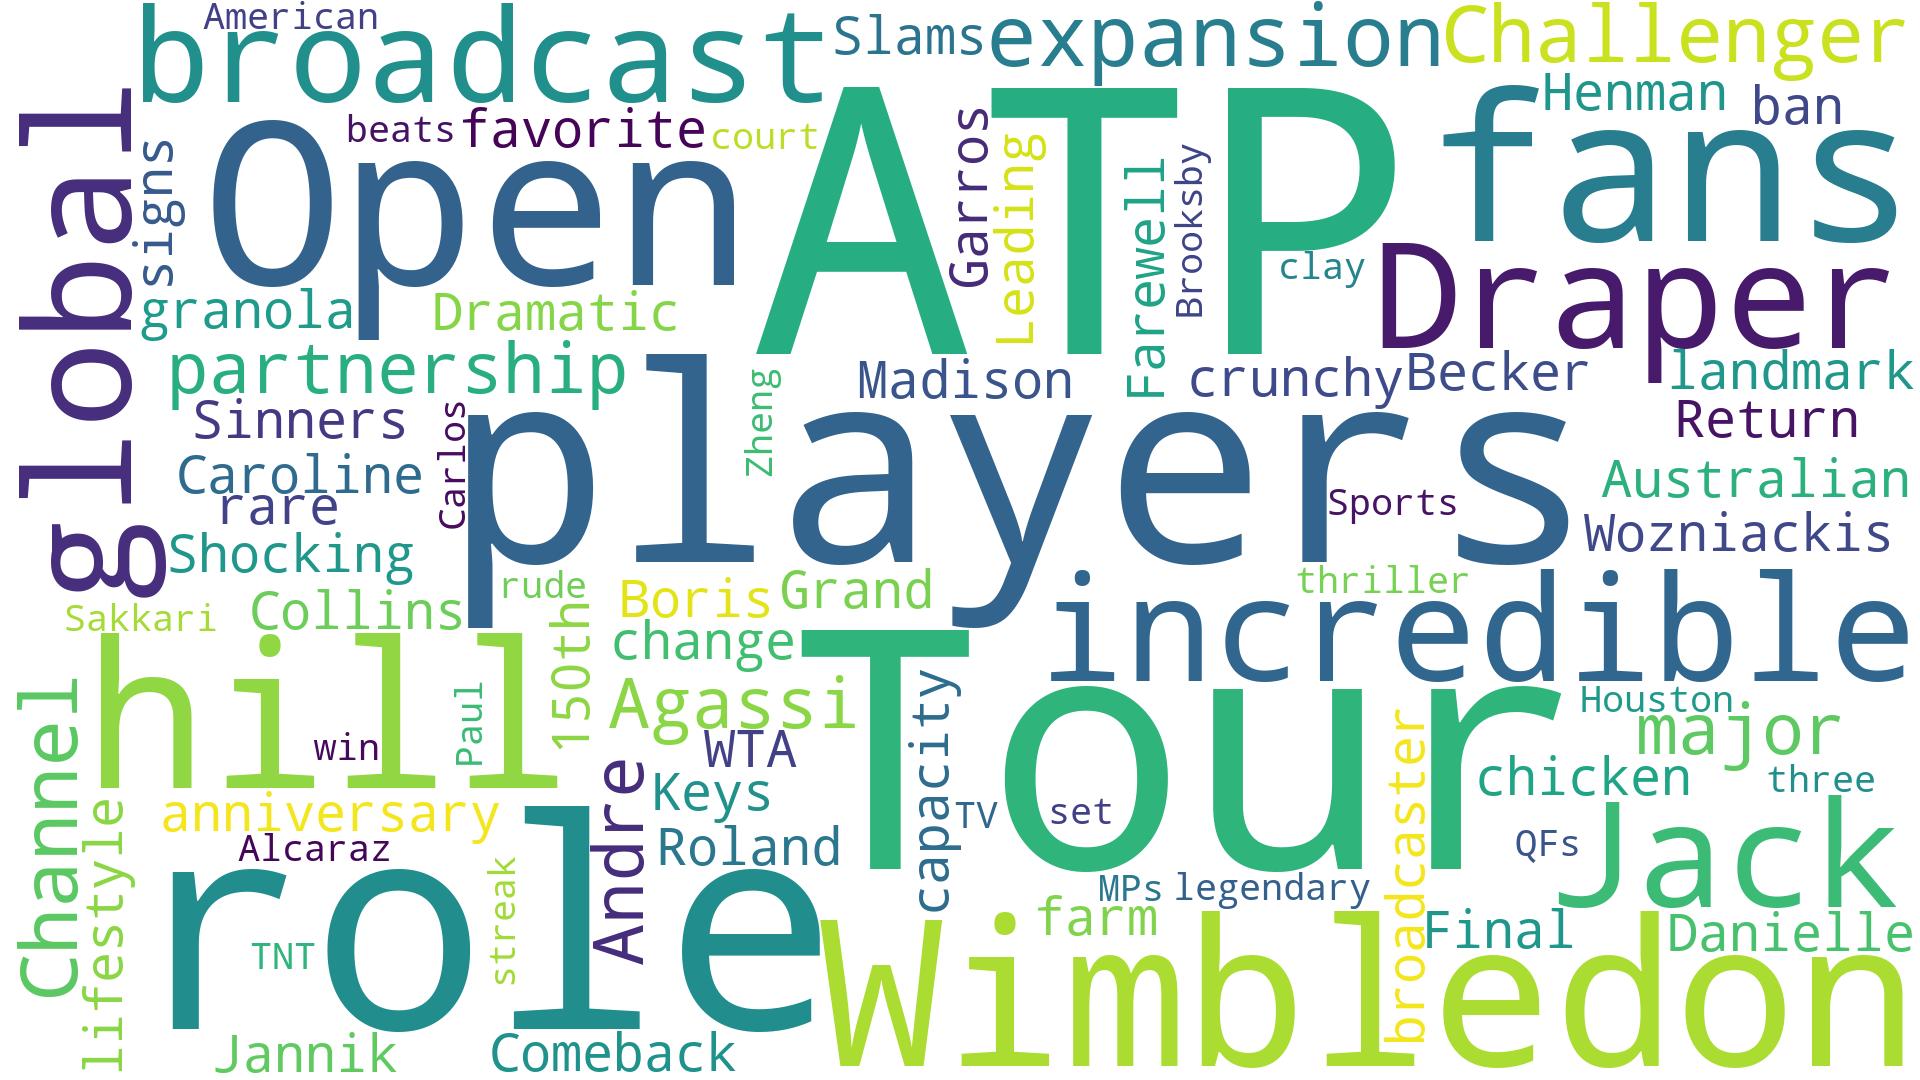 American
broadcast
Slams
expansion
Challenger
Henman
ban
global
signs
Open
beats
favorite
court
ATP
Garros
Leading
Farewell
Brooksby
clay
fans
Draper
granola
Dramatic
partnership
Madison
crunchy
Becker
landmark
Sinners
Carlos
Zheng
players
Return
Caroline
rare
Sports
Australian
Wozniackis
Shocking
rude
Boris
Grand
thriller
incredible
Sakkari
Collins
150th
change
hill
win
Paul
Agassi
Tour
capacity
Houston
major
Channel
WTA
Andre
Keys
TV
set
chicken
three
lifestyle
anniversary
Alcaraz
Roland
broadcaster
QFs
Jack
role
TNT
streak
MPs
legendary
farm
Final
Danielle
Wimbledon
Jannik
Comeback